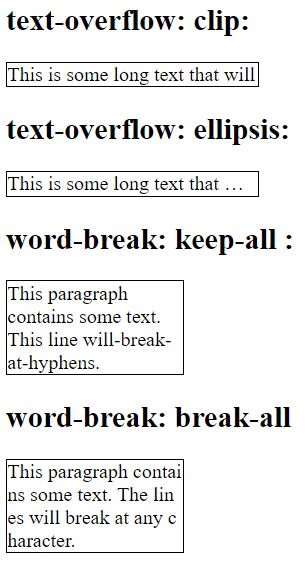 text-overflow: clip:
This is some long text that will
text-overflow: ellipsis:
This is some long text that …
word-break: keep-all :
This paragraph
contains some text.
This line will-break-
at-hyphens.
word-break: break-all
This paragraph contai
ns some text. The lin
es will break at any c
haracter.